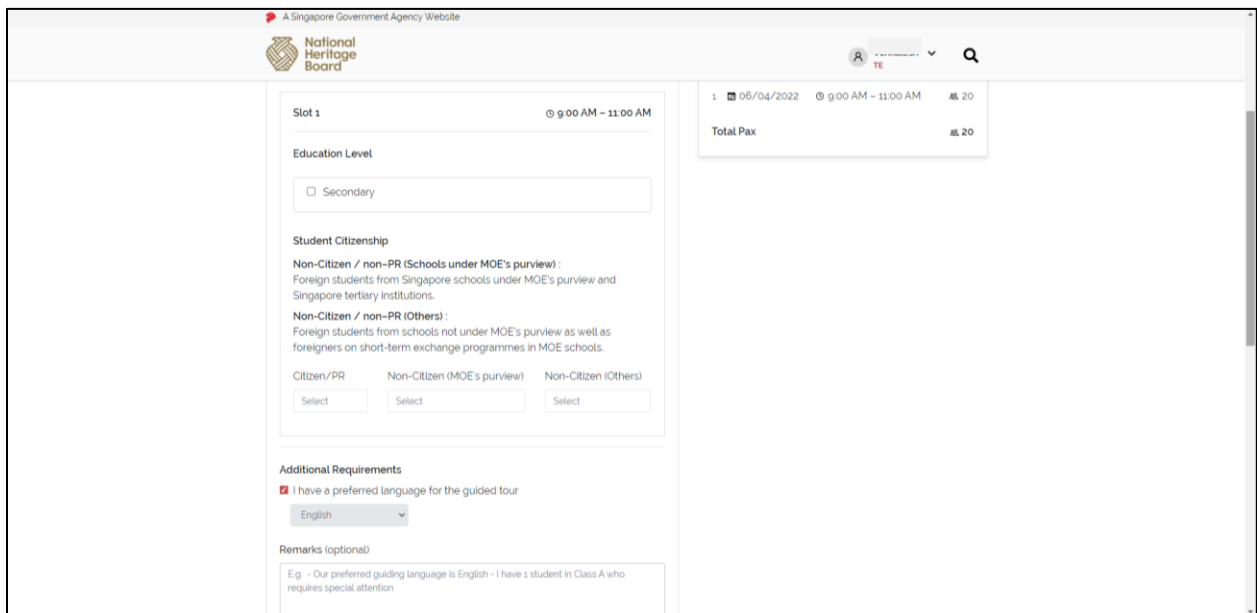 A Singapore Government Agency Website
National
Heritage
Board
TE
Slot 1 9:00 AM – 11:00 AM
1 06/04/2022 9:00 AM – 11:00 AM 20
Total Pax 20
Education Level
Secondary
Student Citizenship
Non-Citizen / non–PR (Schools under MOE's purview) :
Foreign students from Singapore schools under MOE's purview and
Singapore tertiary institutions.
Non-Citizen / non–PR (Others) :
Foreign students from schools not under MOE's purview as well as
foreigners on short-term exchange programmes in MOE schools.
Citizen/PR Non-Citizen (MOE's purview) Non-Citizen (Others)
Select Select Select
Additional Requirements
I have a preferred language for the guided tour
English
Remarks (optional)
E.g. - Our preferred guiding language is English - I have 1 student in Class A who
requires special attention